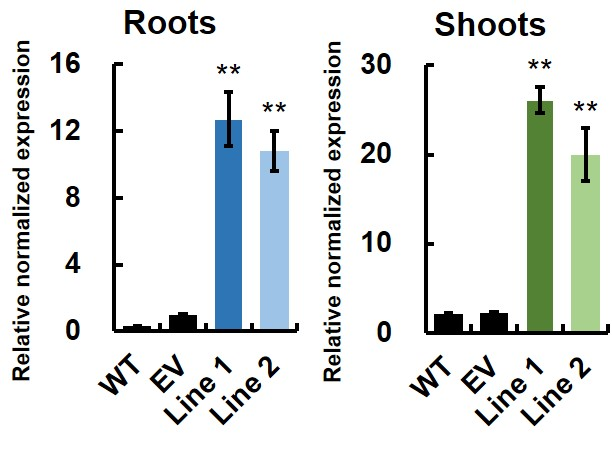 Roots
Relative normalized expression
16
12
8
4
0
**
**
WT
EV
Line 1
Line 2
Shoots
Relative normalized expression
30
20
10
0
**
**
WT
EV
Line 1
Line 2